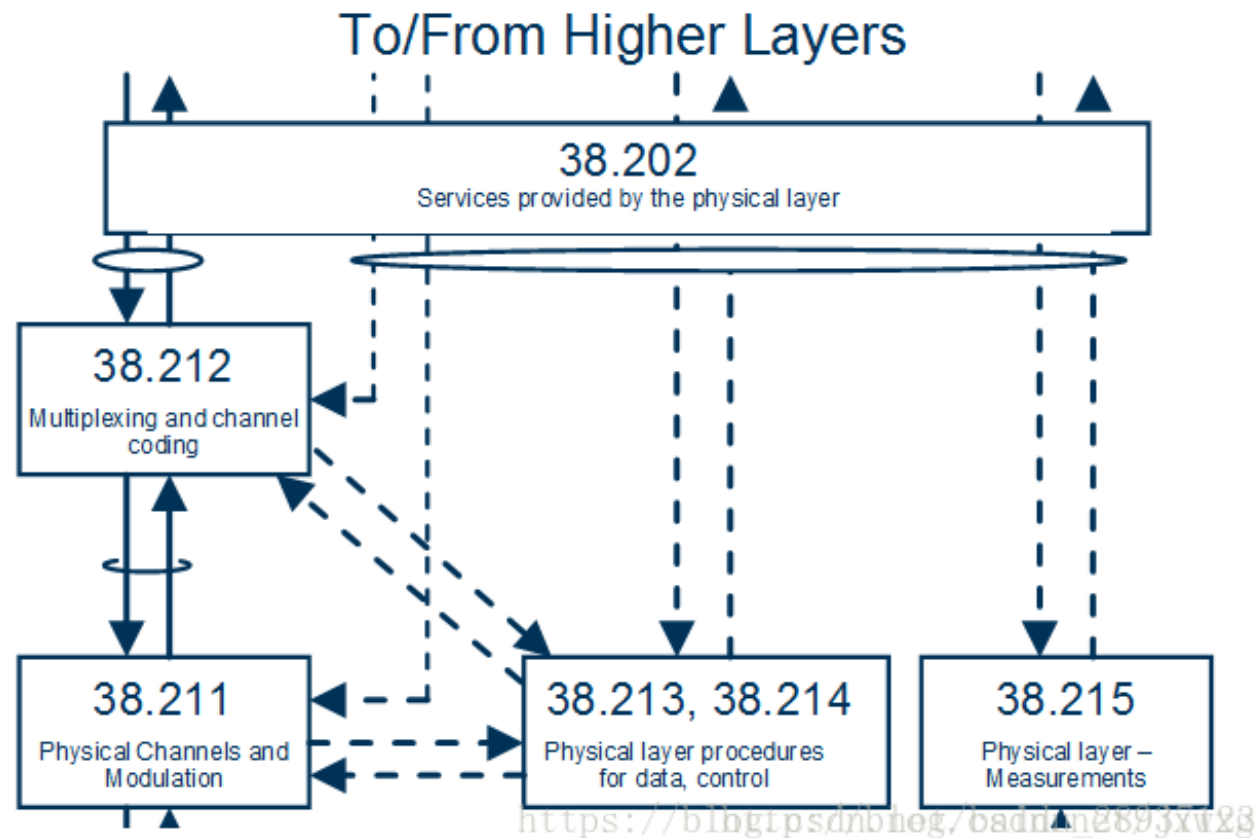 To/From Higher Layers
38.202
Services provided by the physical layer
38.212
Multiplexing and channel
coding
38.211
Physical Channels and
Modulation
38.213, 38.214
Physical layer procedures
for data, control
38.215
Physical layer –
Measurements